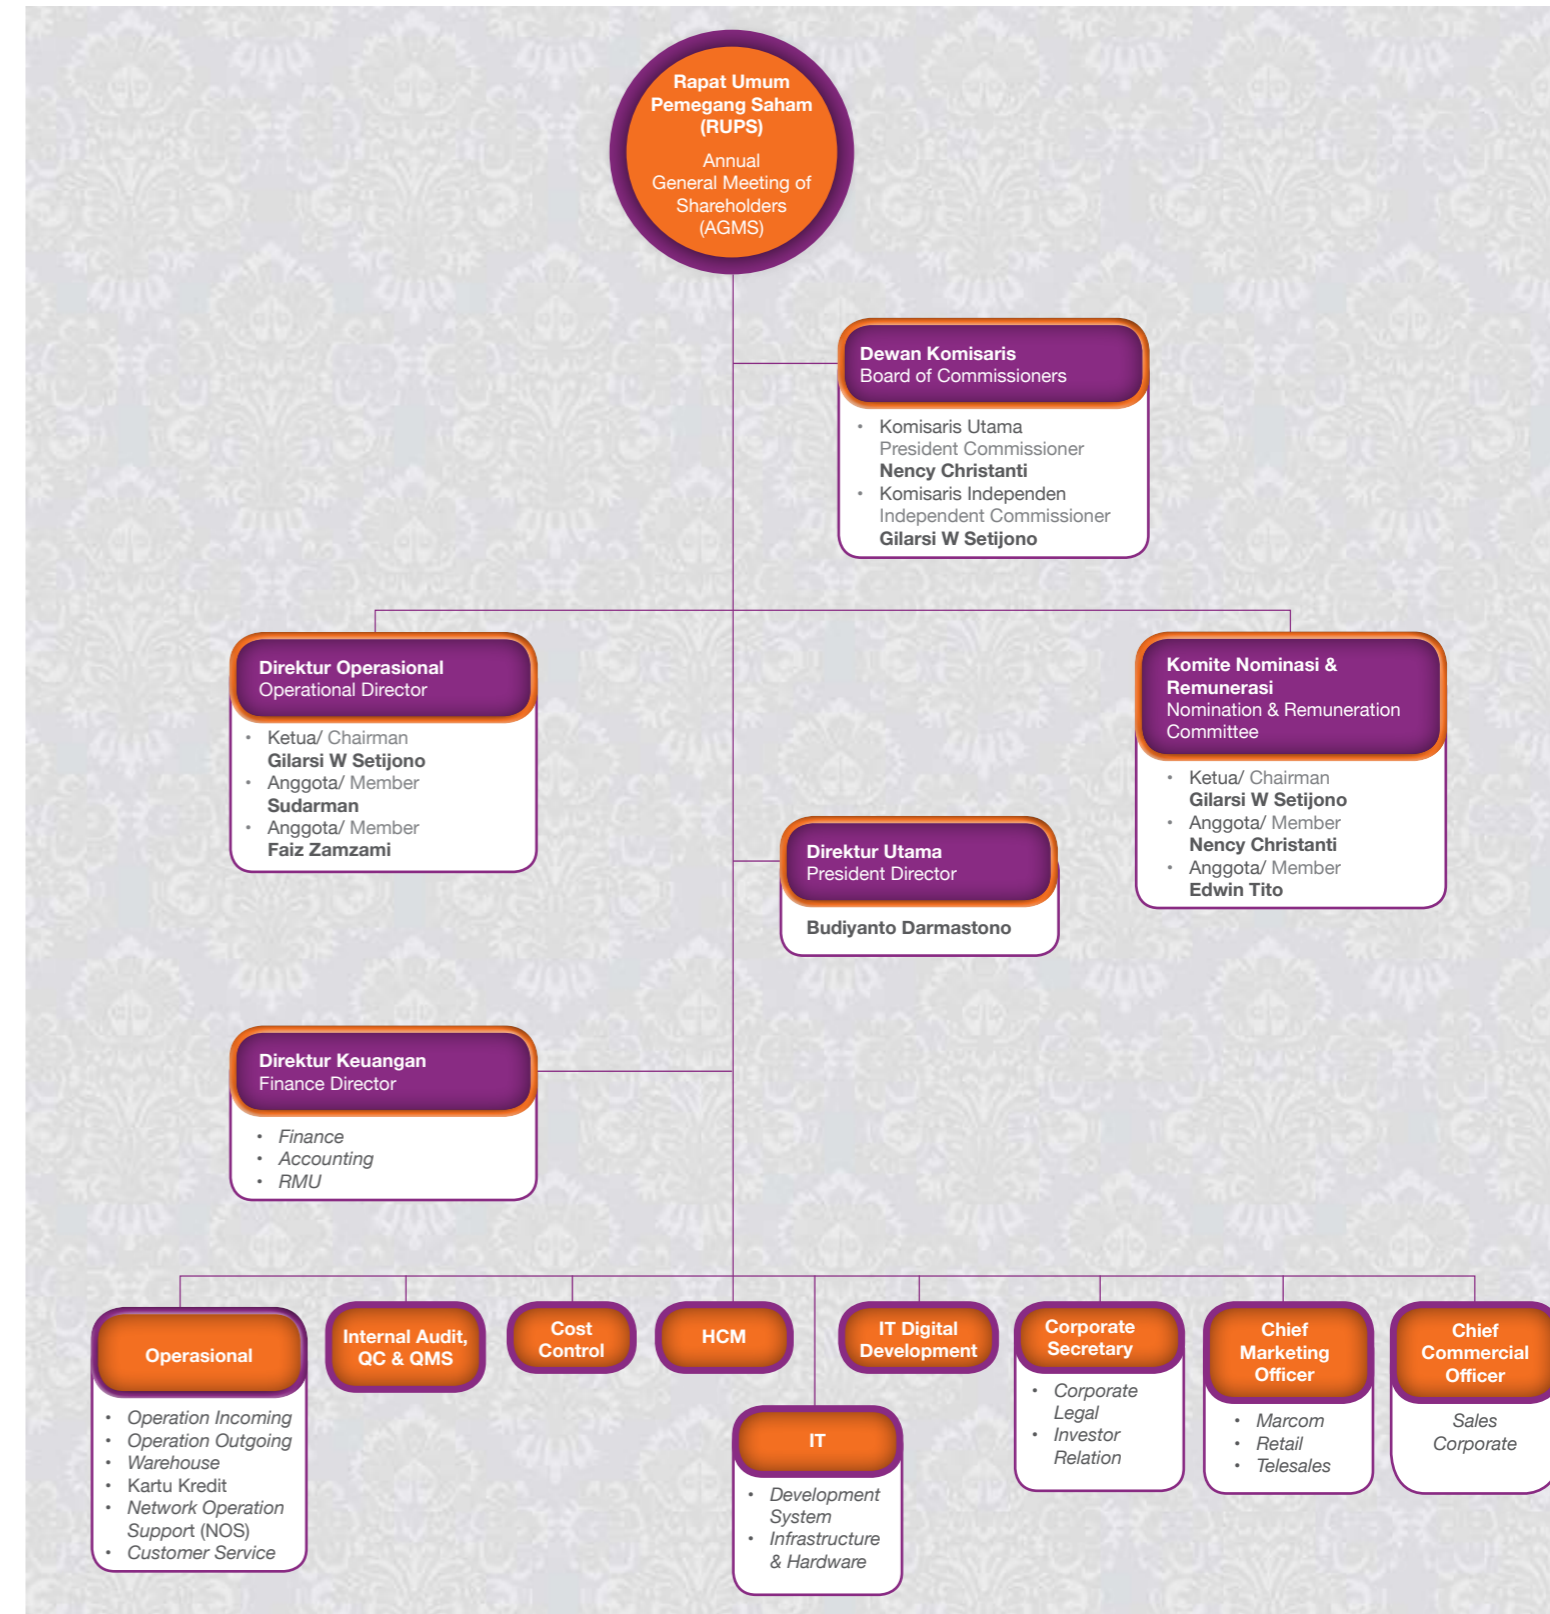 Rapat Umum
Pemegang Saham
(RUPS)
Annual
General Meeting of
Shareholders
(AGMS)
Dewan Komisaris
Board of Commissioners
• Komisaris Utama
President Commissioner
Nency Christanti
• Komisaris Independen
Independent Commissioner
Gilarsi W Setijono
Direktur Operasional
Operational Director
• Ketua/ Chairman
Gilarsi W Setijono
• Anggota/ Member
Sudarman
• Anggota/ Member
Faiz Zamzami
Komite Nominasi &
Remunerasi
Nomination & Remuneration
Committee
• Ketua/ Chairman
Gilarsi W Setijono
• Anggota/ Member
Nency Christanti
• Anggota/ Member
Edwin Tito
Direktur Utama
President Director
Budiyanto Darmastono
Direktur Keuangan
Finance Director
• Finance
• Accounting
• RMU
Operasional
• Operation Incoming
• Operation Outgoing
• Warehouse
• Kartu Kredit
• Network Operation
Support (NOS)
• Customer Service
Internal Audit,
QC & QMS
Cost
Control
HCM
IT
• Development
System
• Infrastructure
& Hardware
IT Digital
Development
Corporate
Secretary
• Corporate
Legal
• Investor
Relation
Chief
Marketing
Officer
• Marcom
• Retail
• Telesales
Chief
Commercial
Officer
Sales
Corporate